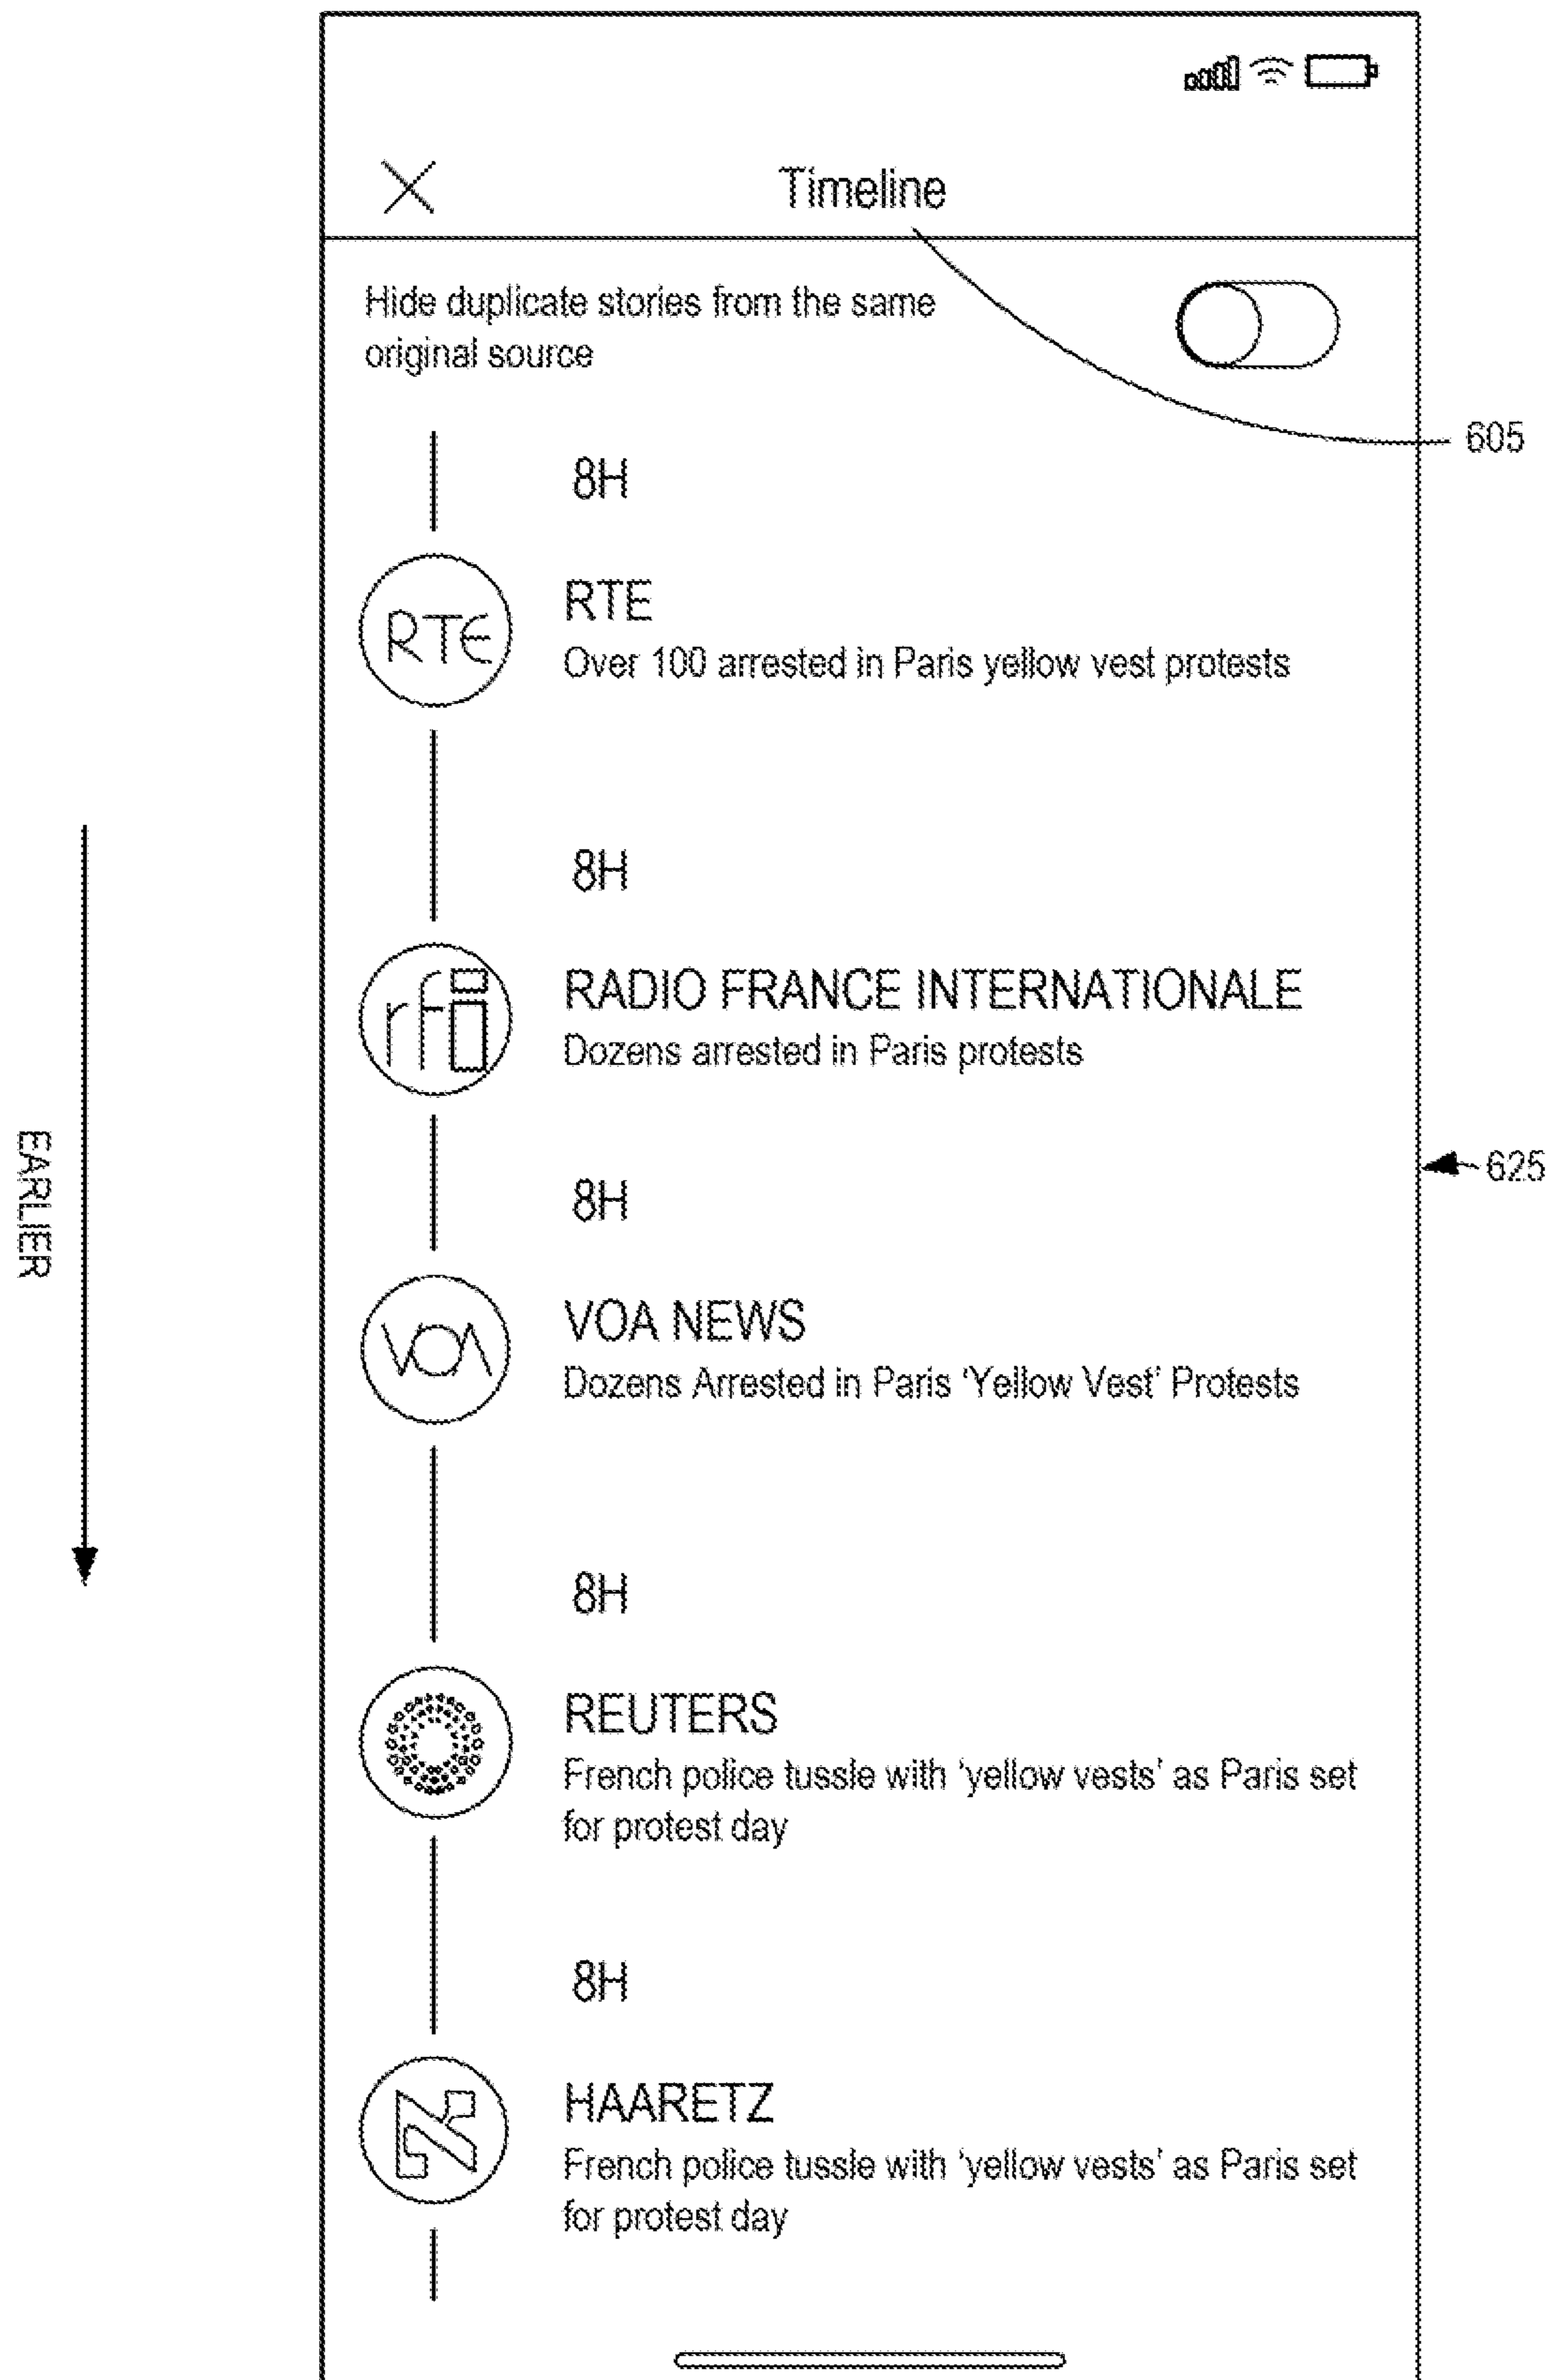 Timeline
Hide duplicate stories from the same
original source
605
8H
RTE
RTE
Over 100 arrested in Paris yellow vest protests
8H
rfi
RADIO FRANCE INTERNATIONALE
Dozens arrested in Paris protests
EARLIER
625
8H
VOA
VOA NEWS
Dozens Arrested in Paris ‘Yellow Vest’ Protests
8H
REUTERS
French police tussle with ‘yellow vests’ as Paris set
for protest day
8H
HAARETZ
French police tussle with ‘yellow vests’ as Paris set
for protest day